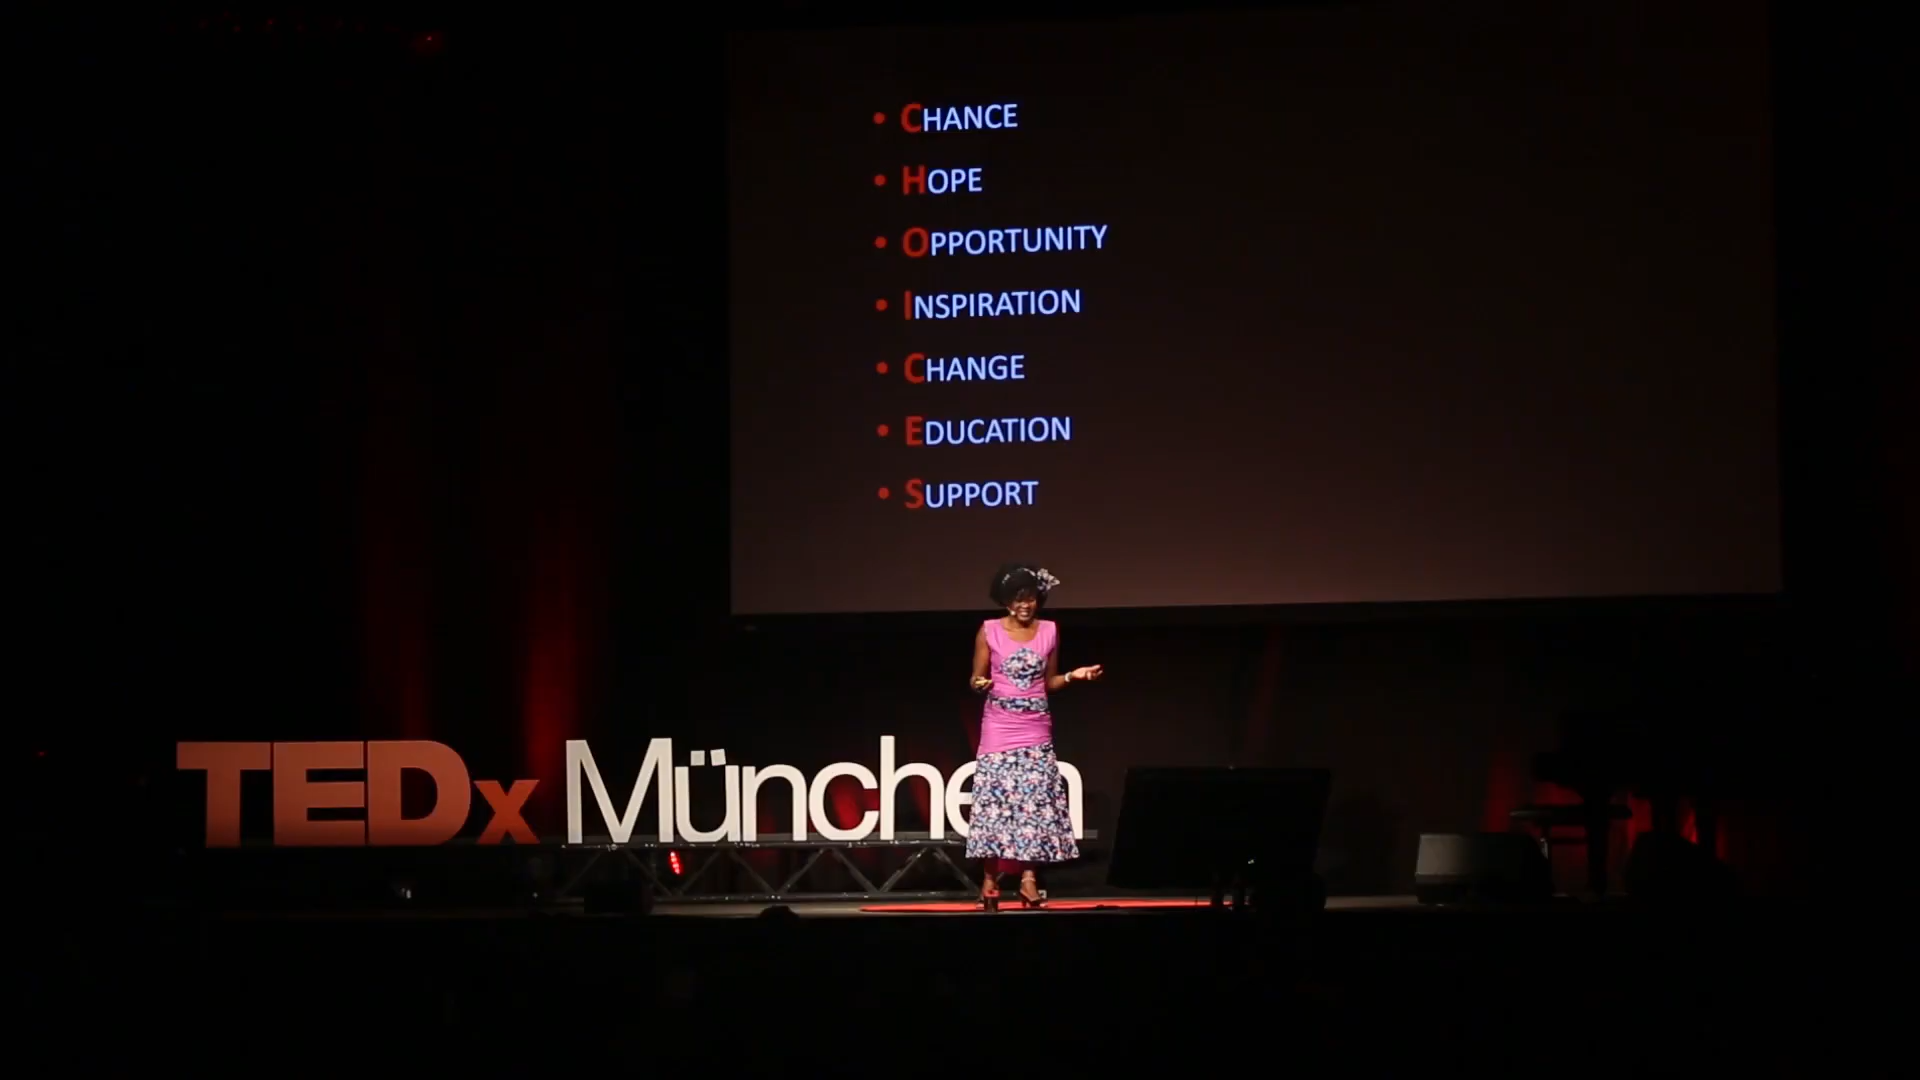 • CHANCE
• HOPE
• OPPORTUNITY
• INSPIRATION
• CHANGE
• EDUCATION
• SUPPORT
TEDx München